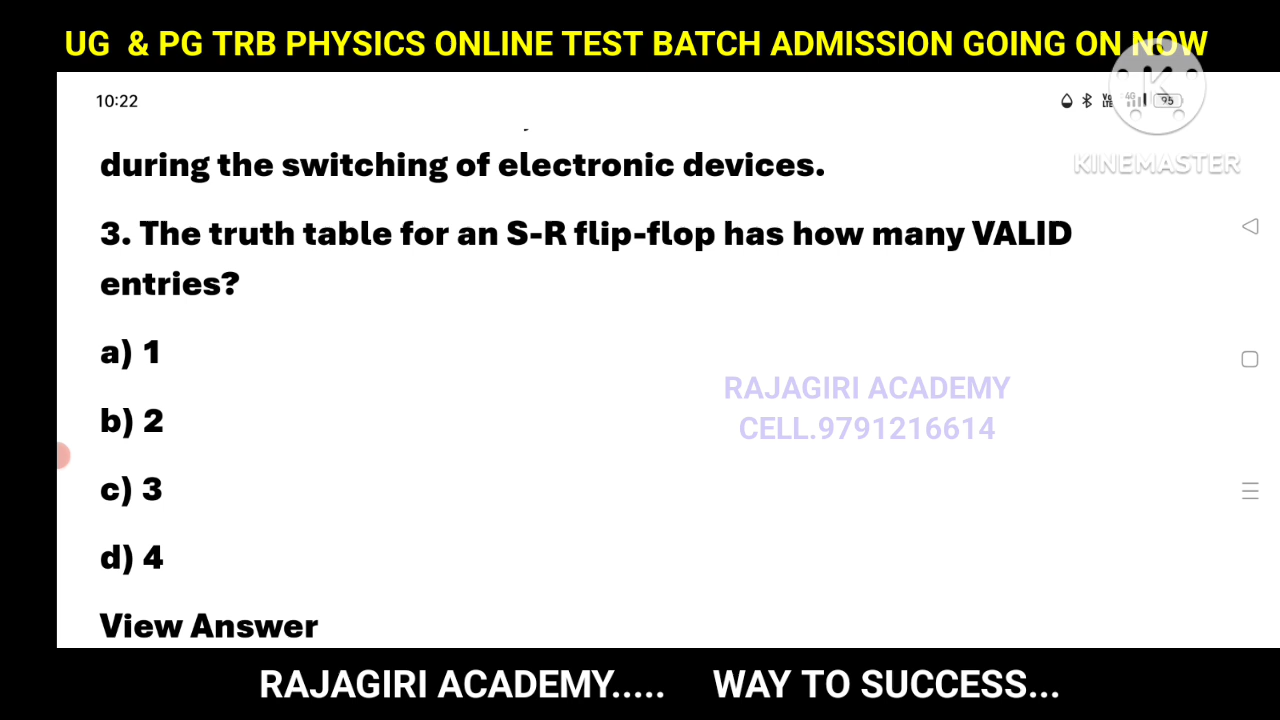 UG & PG TRB PHYSICS ONLINE TEST BATCH ADMISSION GOING ON NOW
10:22
4G
95
KINEMASTER
during the switching of electronic devices.
3. The truth table for an S-R flip-flop has how many VALID
entries?
a) 1
RAJAGIRI ACADEMY
b) 2
CELL.9791216614
c) 3
d) 4
View Answer
RAJAGIRI ACADEMY..... WAY TO SUCCESS...